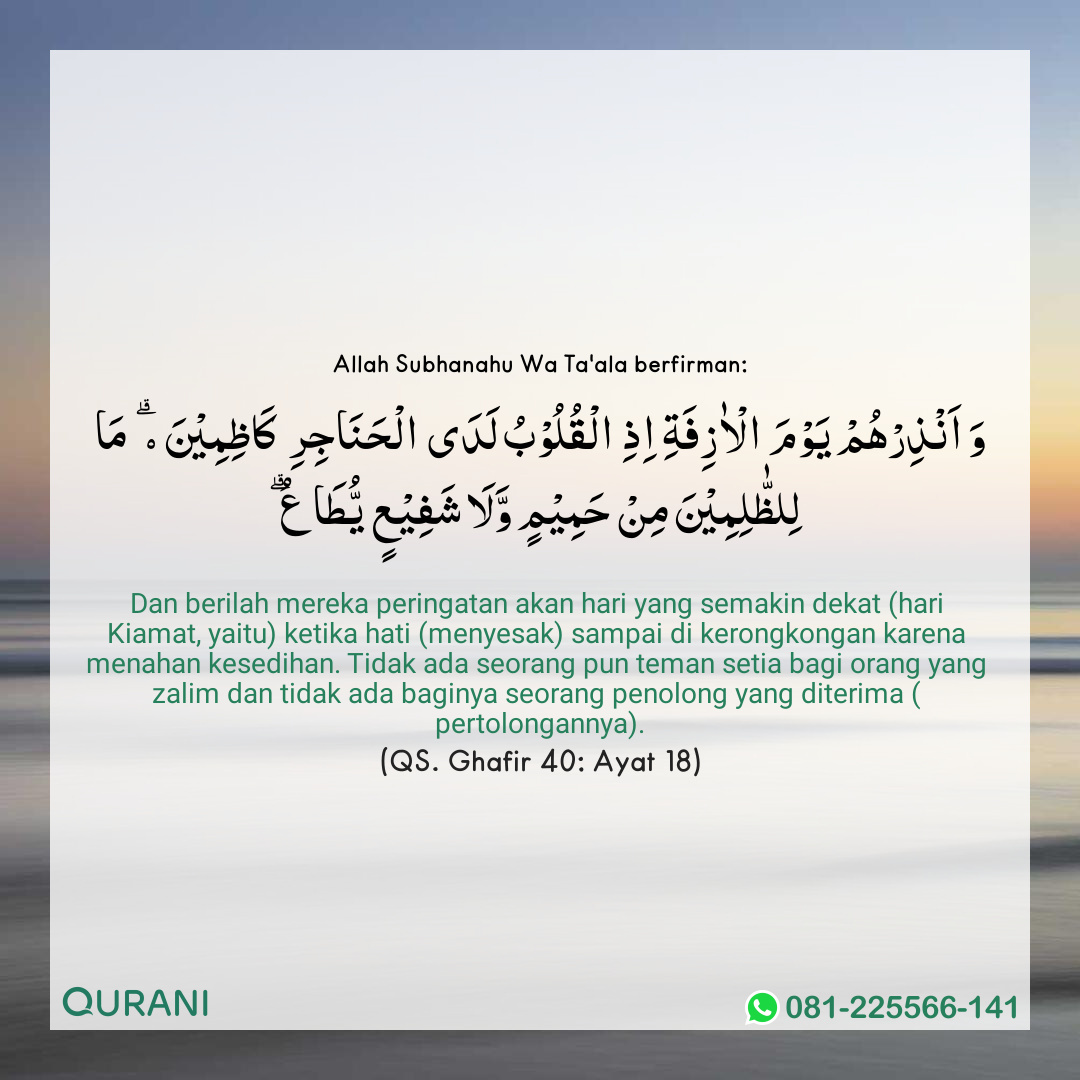 Allah Subhanahu Wa Ta'ala berfirman:
وَ اَنْذِرْهُمْ يَوْمَ الْاٰزِفَةِ اِذِ الْقُلُوْبُ لَدَى الْحَنَاجِرِ كَاظِمِيْنَ ەۗ مَا
لِلظّٰلِمِيْنَ مِنْ حَمِيْمٍ وَّلَا شَفِيْعٍ يُّطَا عُ ۗ
Dan berilah mereka peringatan akan hari yang semakin dekat (hari
Kiamat, yaitu) ketika hati (menyesak) sampai di kerongkongan karena
menahan kesedihan. Tidak ada seorang pun teman setia bagi orang yang
zalim dan tidak ada baginya seorang penolong yang diterima (
pertolongannya).
(QS. Ghafir 40: Ayat 18)
QURANI
081-225566-141